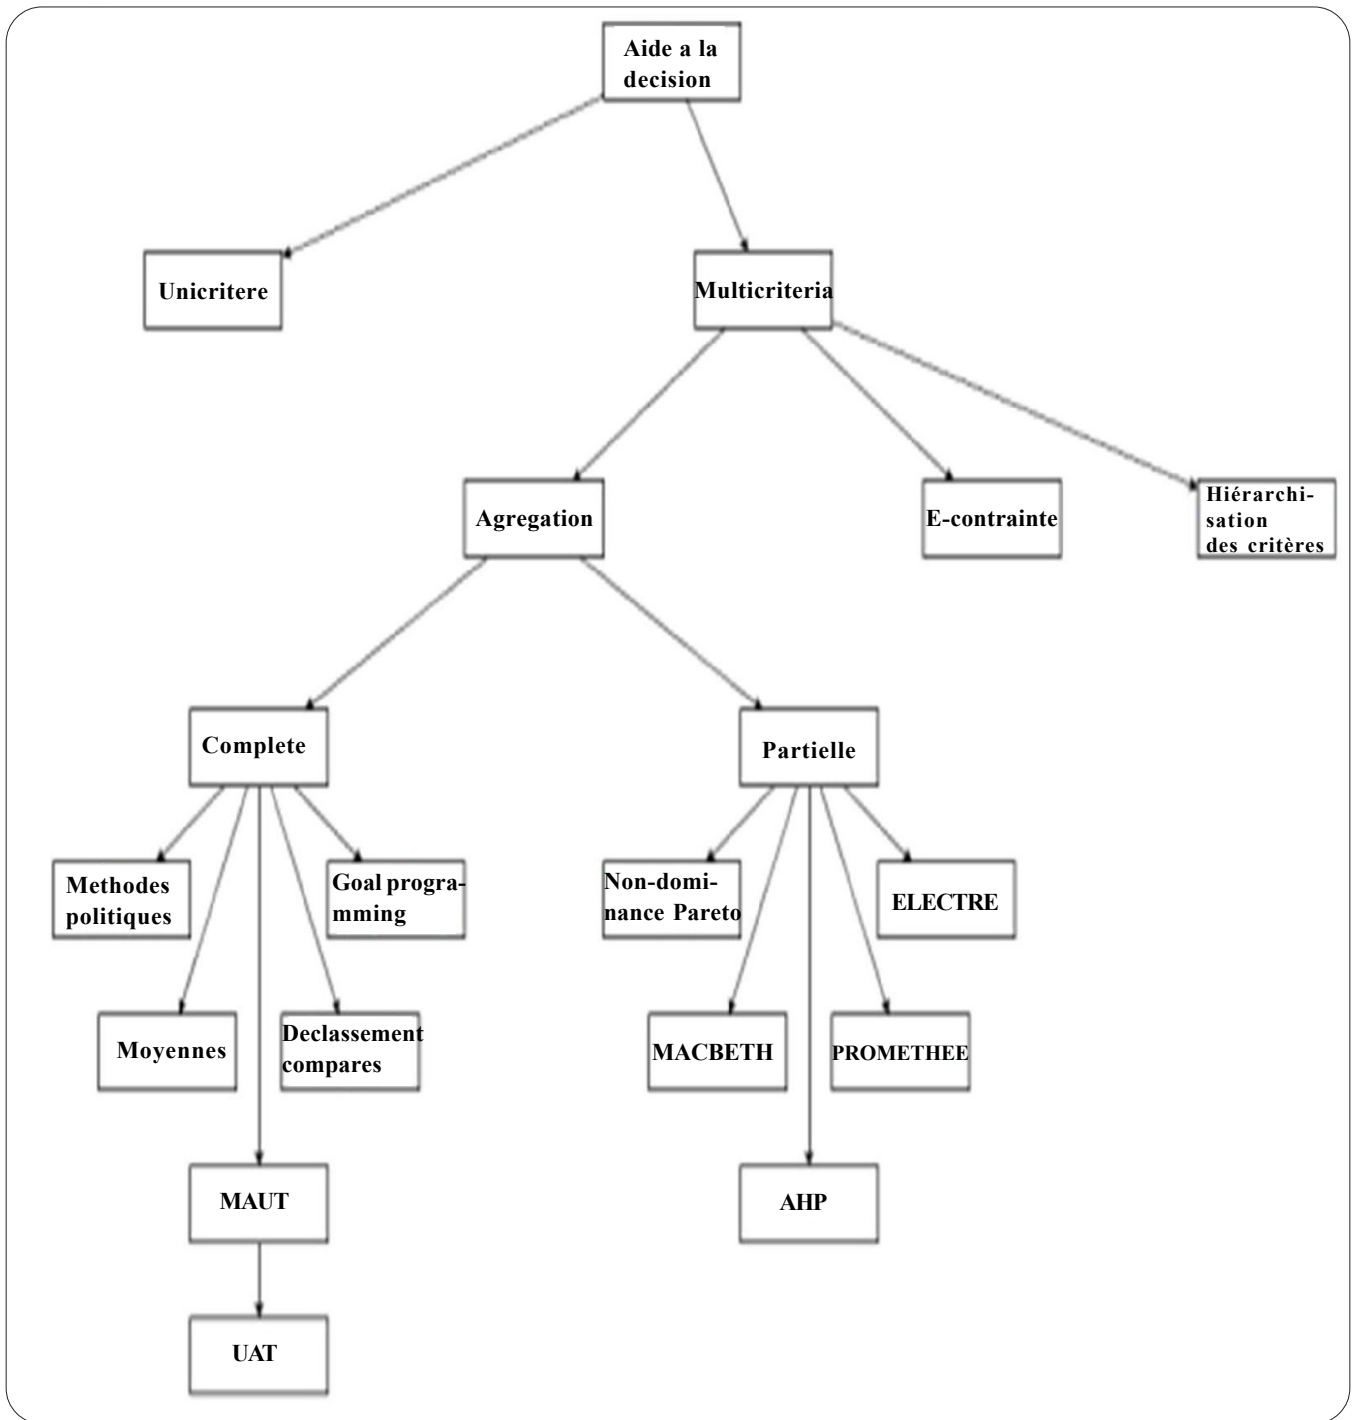 Aide a la
decision
Unicritere
Multicriteria
Agregation
E-contrainte
Hiérarchi-
sation
des critères
Complete
Partielle
Methodes
politiques
Goal progra-
mming
Non-domi-
nance Pareto
ELECTRE
Moyennes
Declassement
compares
MACBETH
PROMETHEE
MAUT
AHP
UAT